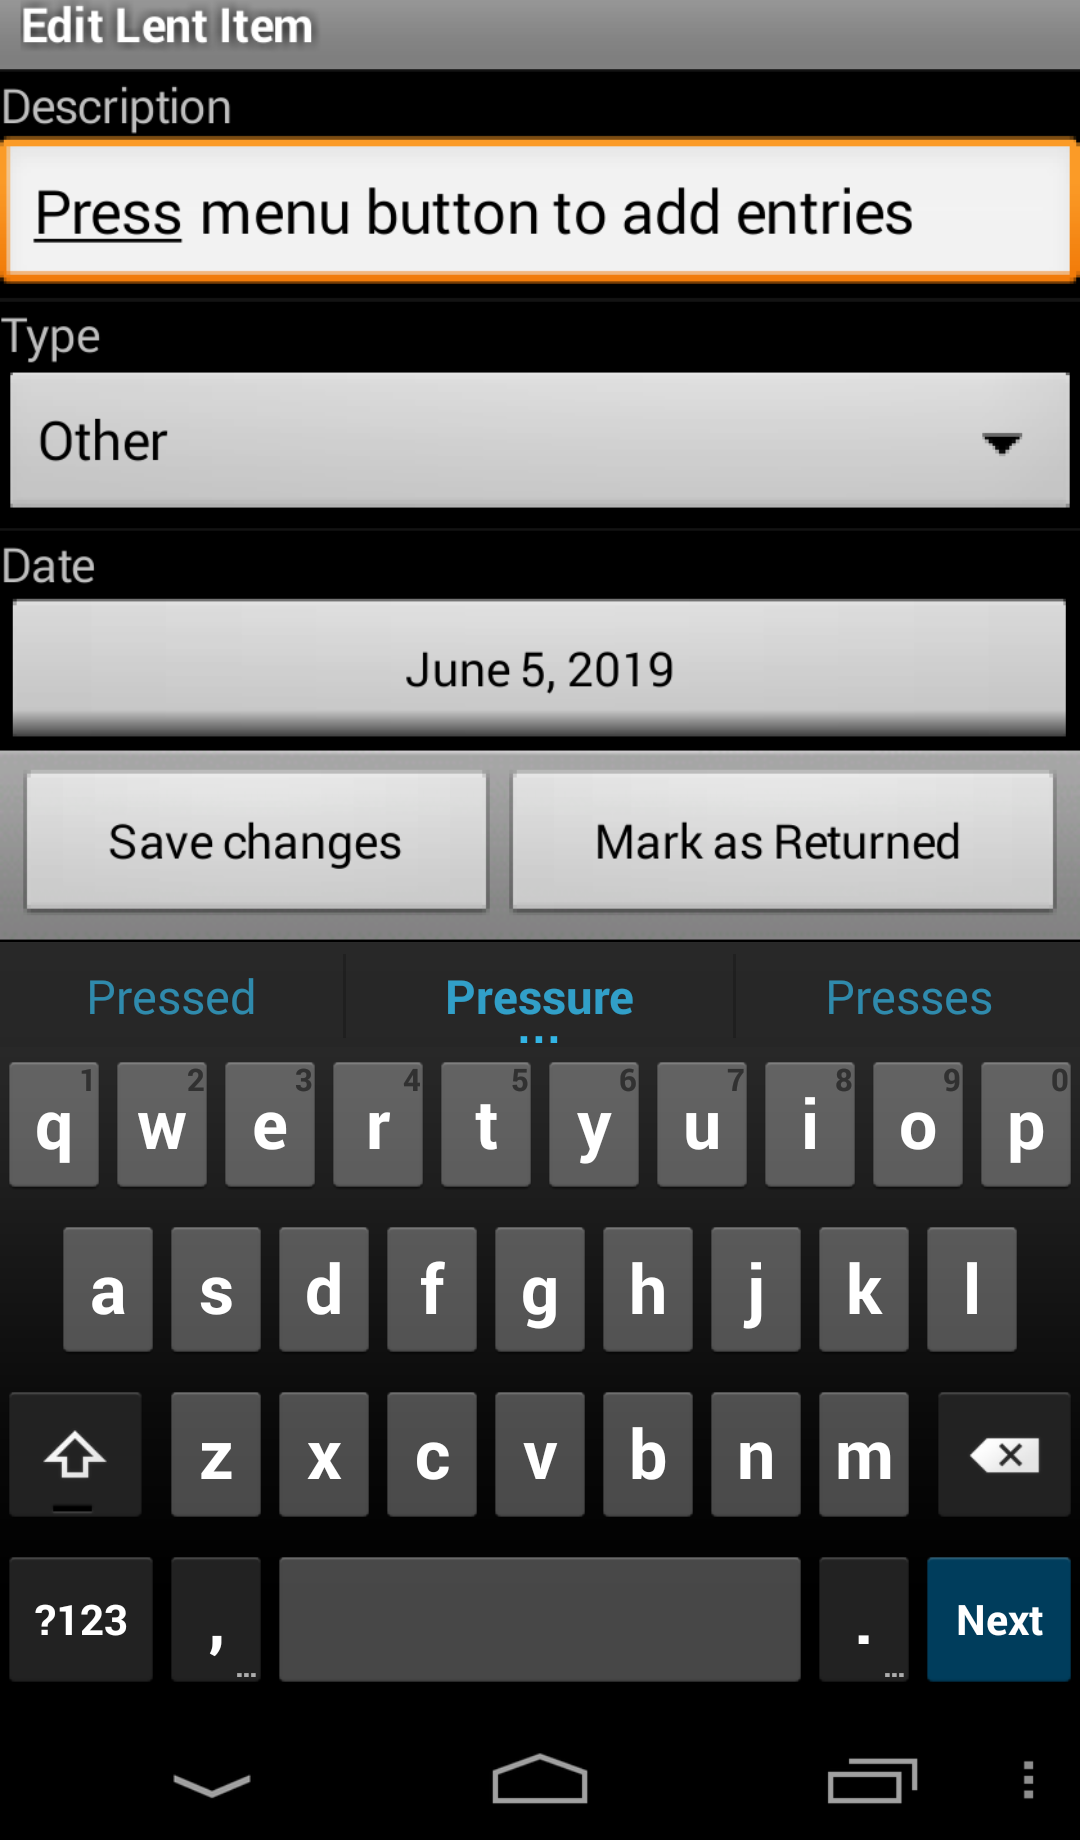 Edit Lent Item
Description
Press menu button to add entries
Type
Other
Date
June 5, 2019
Save changes Mark as Returned
Pressed Pressure Presses
...
1 2 3 4 5 6 7 8 9 0
q w e r t y u i o p
a s d f g h j k l
z x c v b n m
?123 , ... . ... Next